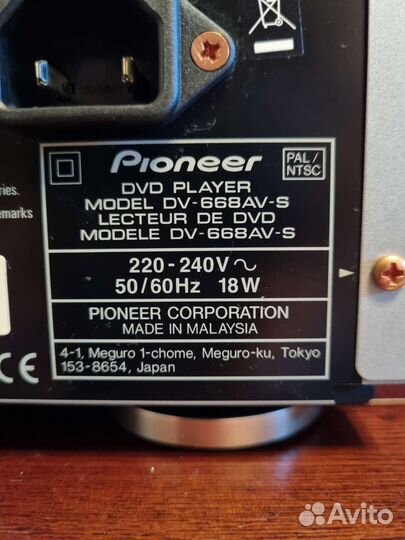 ries.
emarks
Pioneer
PAL/
NTSC
DVD PLAYER
MODEL DV-668AV-S
LECTEUR DE DVD
MODELE DV-668AV-S
220-240V ~
50/60Hz 18W
PIONEER CORPORATION
MADE IN MALAYSIA
4-1, Meguro 1-chome, Meguro-ku, Tokyo
153-8654, Japan
CE
Avito